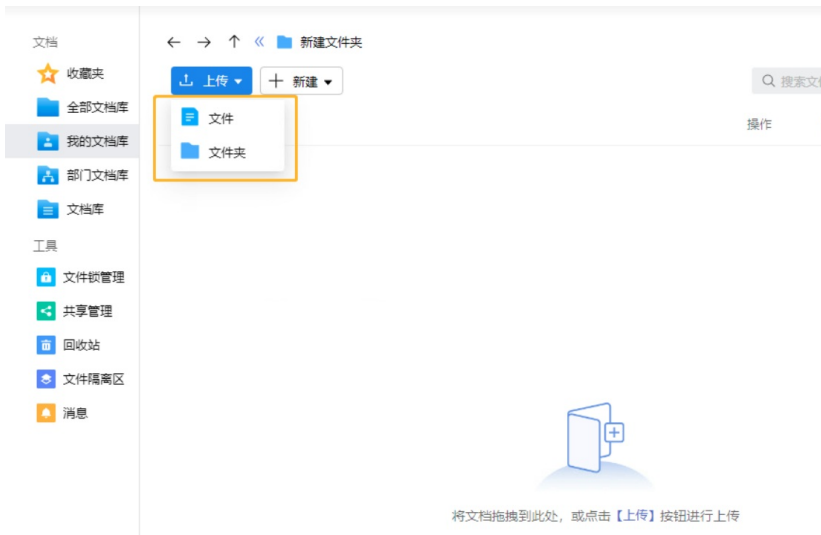 文档
收藏夹
全部文档库
我的文档库
部门文档库
文档库
工具
文件锁管理
共享管理
回收站
文件隔离区
消息
新建文件夹
上传 新建
文件
文件夹
搜索文
操作
将文档拖拽到此处，或点击【上传】按钮进行上传